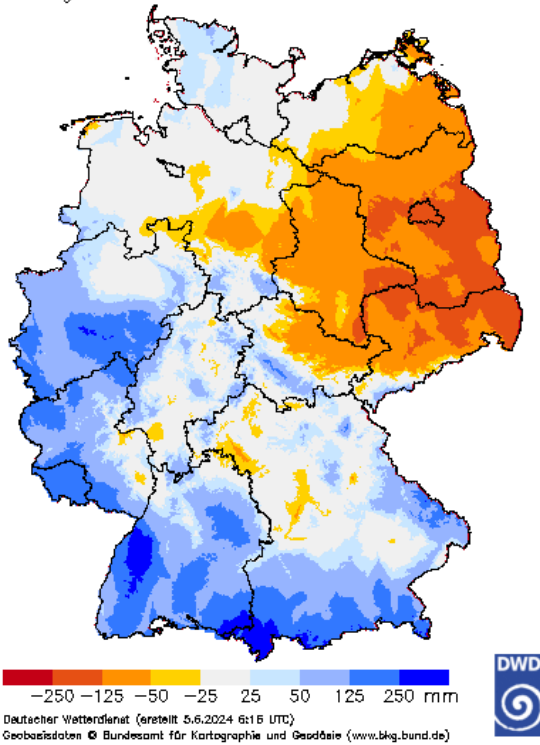 DWD
−250 −125 −50 −25 25 50 125 250 mm
Deutscher Wetterdienst (erstellt 5.6.2024 6:16 UTC)
Geobasisdaten © Bundesamt für Kartographie und Geodäsie (www.bkg.bund.de)